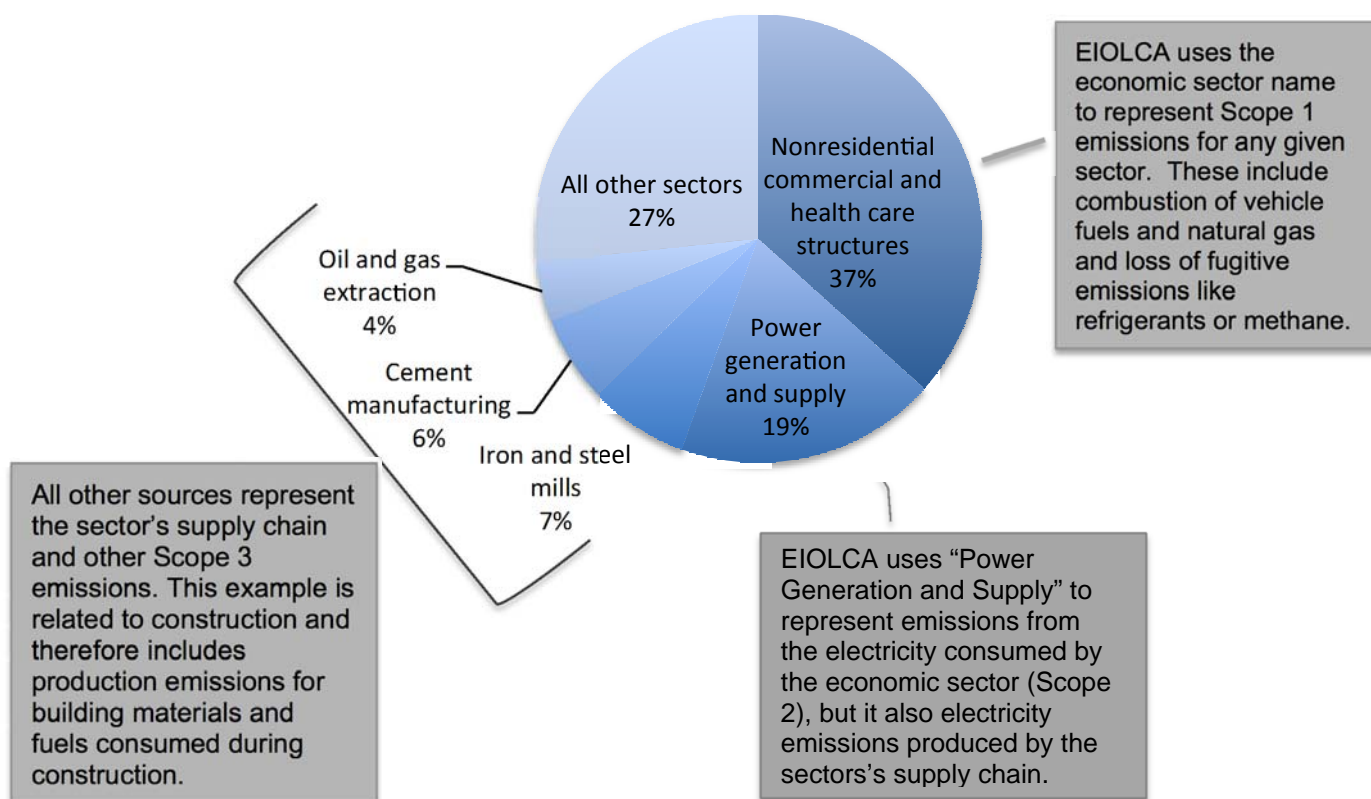 EIOLCA uses the
economic sector name
to represent Scope 1
emissions for any given
sector.  These include
combustion of vehicle
fuels and natural gas
and loss of fugitive
emissions like
refrigerants or methane.
Nonresidential
commercial and
health care
structures
37%
All other sectors
27%
Oil and gas
extraction
4%
Cement
manufacturing
6%
Iron and steel
mills
7%
Power
generation
and supply
19%
All other sources represent
the sector's supply chain
and other Scope 3
emissions. This example is
related to construction and
therefore includes
production emissions for
building materials and
fuels consumed during
construction.
EIOLCA uses “Power
Generation and Supply” to
represent emissions from
the electricity consumed by
the economic sector (Scope
2), but it also electricity
emissions produced by the
sectors’s supply chain.